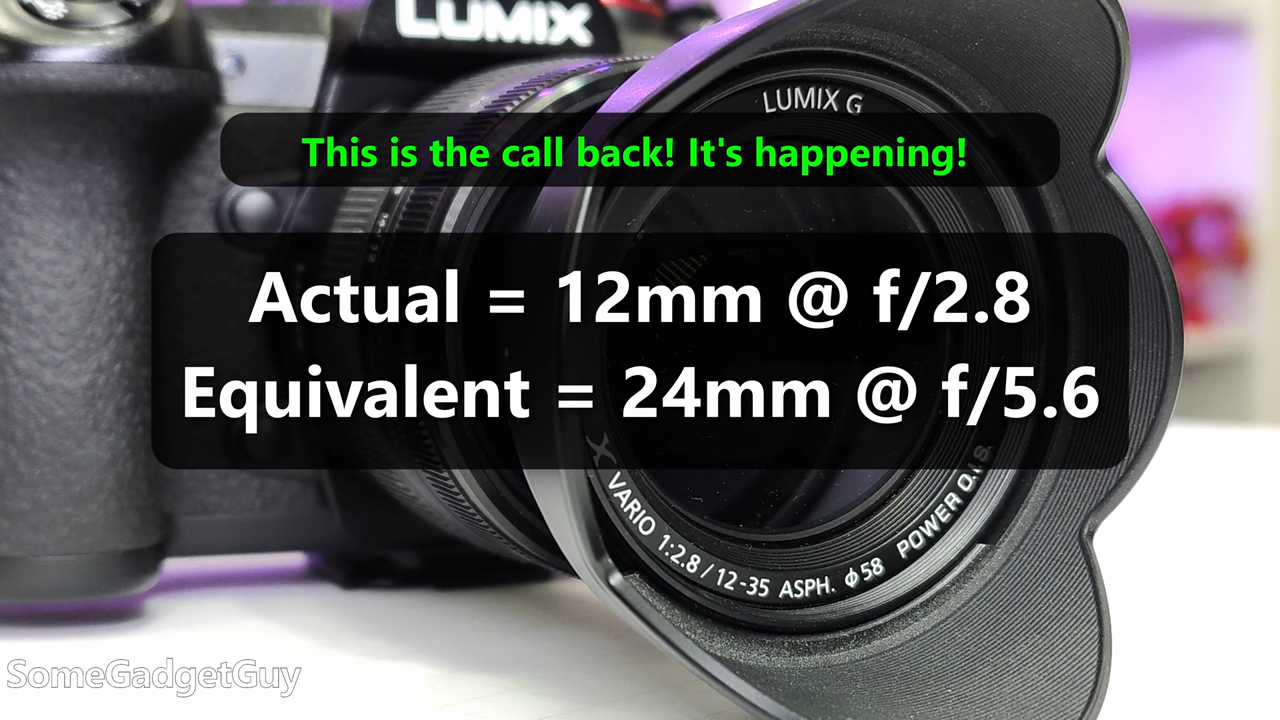 LUMIX
LUMIX G
This is the call back! It's happening!
Actual = 12mm @ f/2.8
Equivalent = 24mm @ f/5.6
X VARIO 1:2.8 / 12-35 ASPH. ϕ58 POWER O.I.S.
SomeGadgetGuy